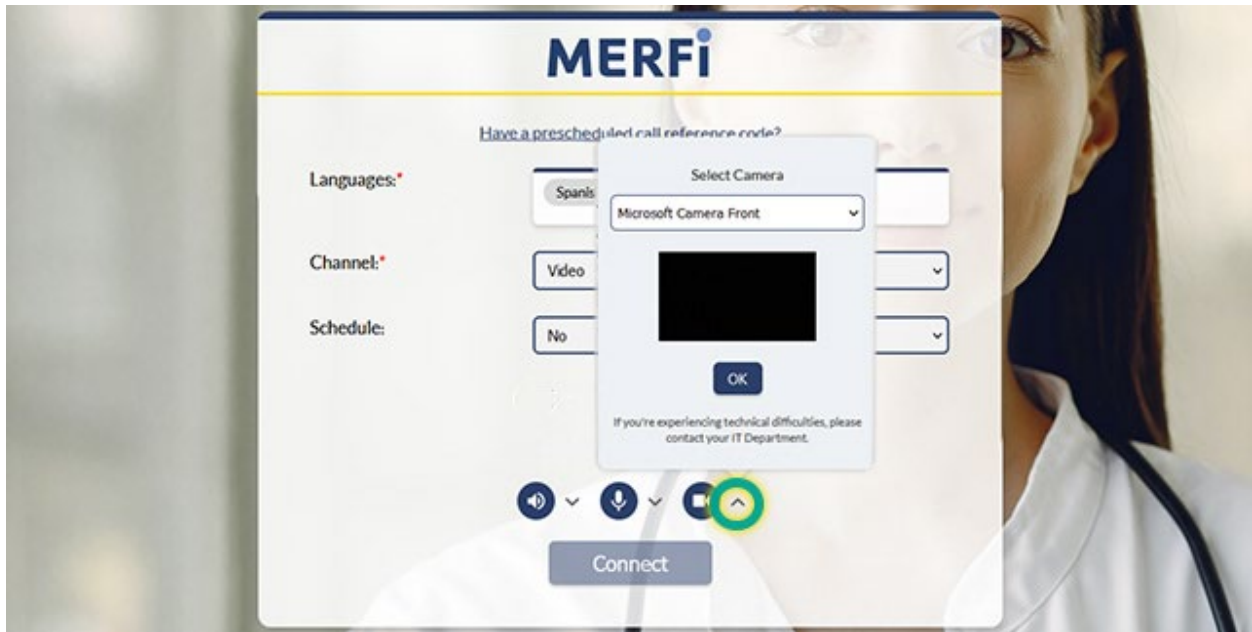 MERFi
Have a prescheduled call reference code?
Languages:*
Spanis
Select Camera
Microsoft Camera Front
Channel:*
Video
Schedule:
No
OK
If you're experiencing technical difficulties, please
contact your IT Department.
Connect